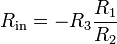 R_in = −R_3 R_1/R_2